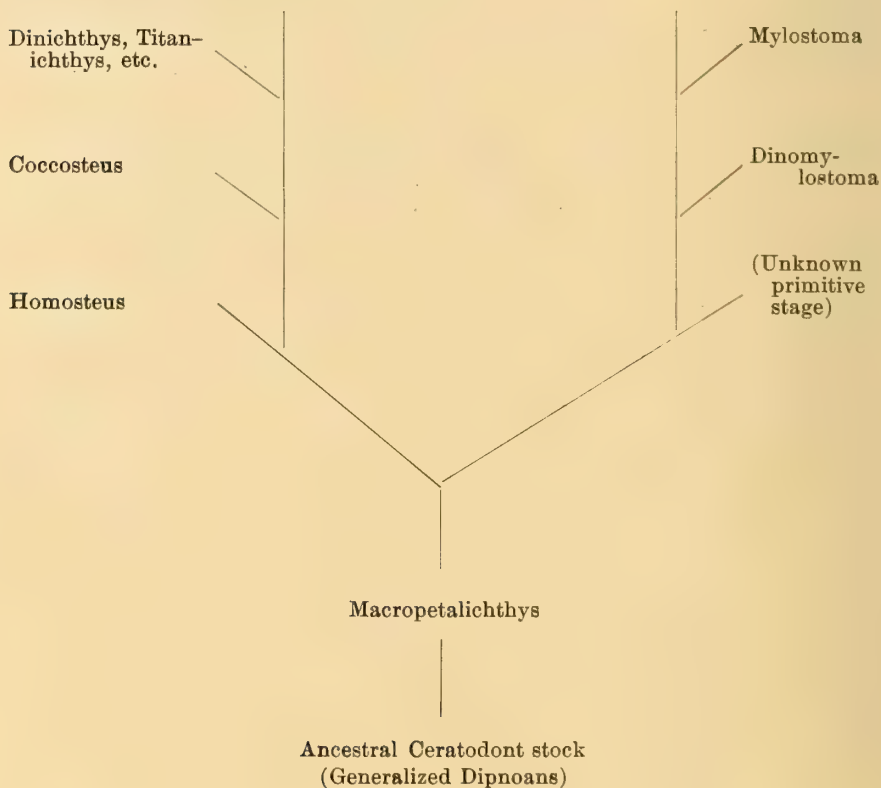 Dinichthys, Titan-
ichthys, etc.
Mylostoma
Coccosteus
Dinomy-
lostoma
Homosteus
(Unknown
primitive
stage)
Macropetalichthys
Ancestral Ceratodont stock
(Generalized Dipnoans)